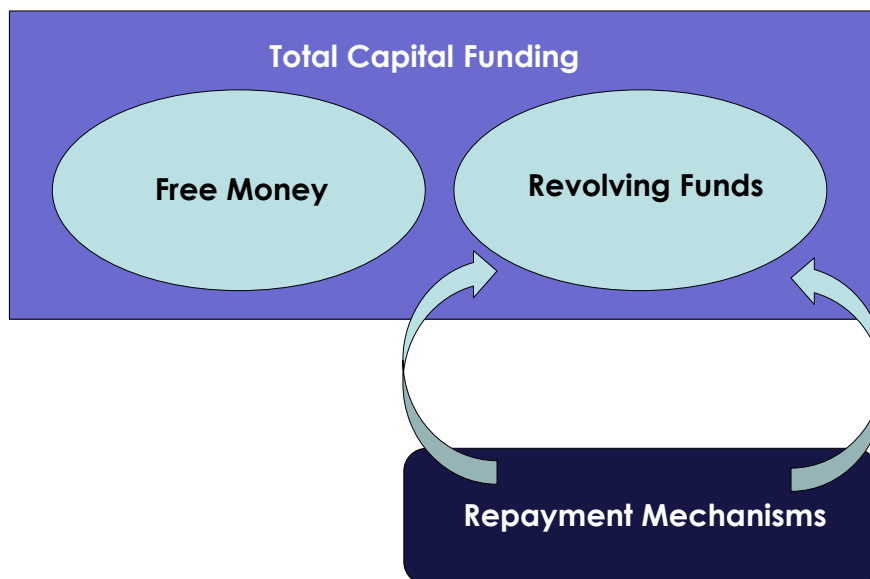 Total Capital Funding
Free Money
Revolving Funds
Repayment Mechanisms